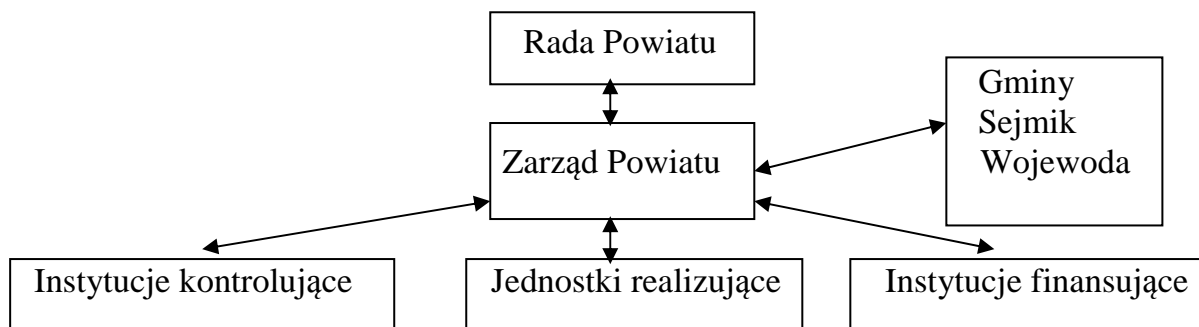 Rada Powiatu
Gminy
Sejmik
Wojewoda
Zarząd Powiatu
Instytucje kontrolujące
Jednostki realizujące
Instytucje finansujące